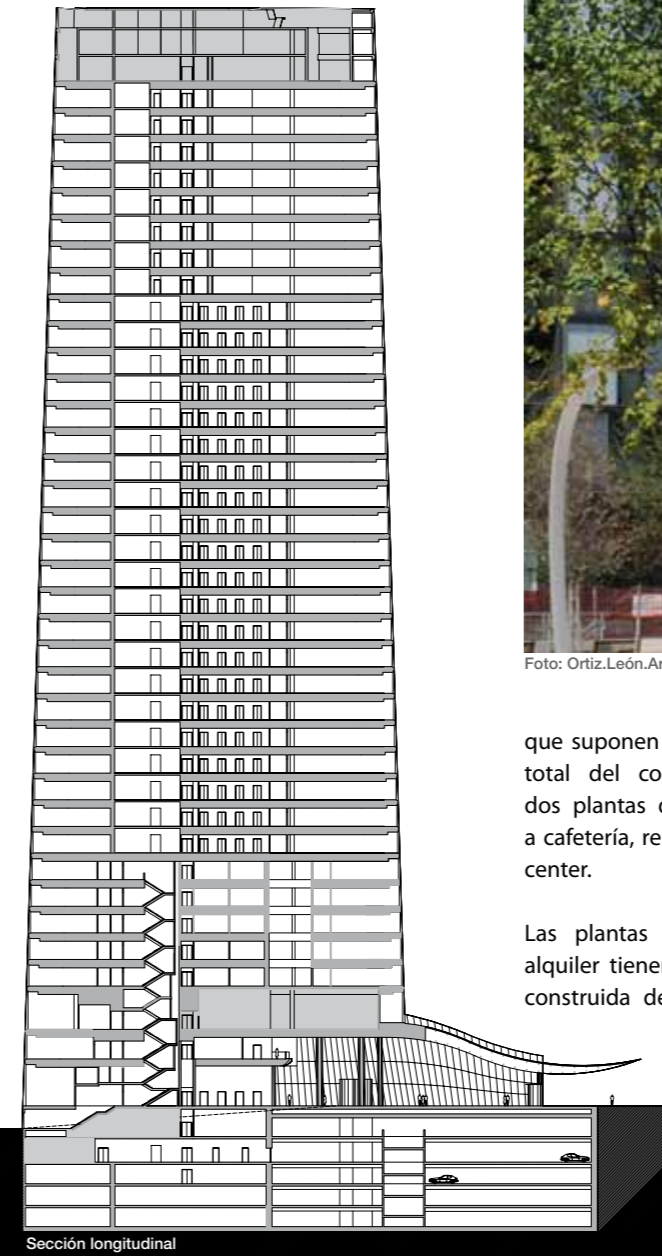 Foto: Ortiz.León.Ar
que suponen
total del co
dos plantas
a cafetería, re
center.
Las plantas
alquiler tiene
construida de
Sección longitudinal